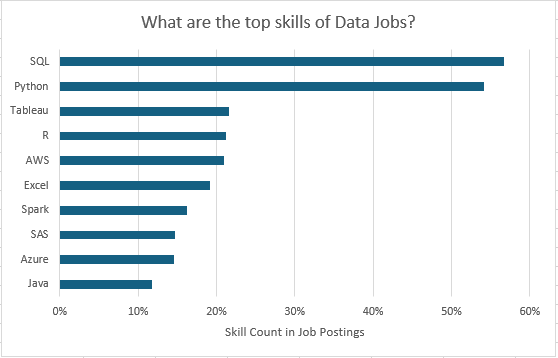 What are the top skills of Data Jobs?
SQL
Python
Tableau
R
AWS
Excel
Spark
SAS
Azure
Java
0% 10% 20% 30% 40% 50% 60%
Skill Count in Job Postings